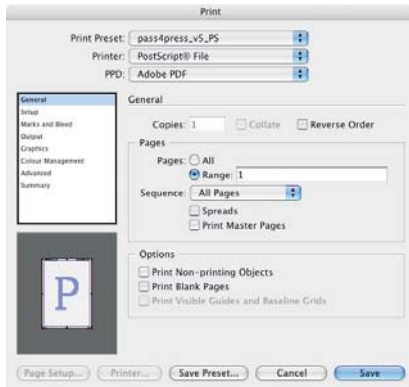 Print
Print Preset: pass4press_v5_PS
Printer: PostScript® File
PPD: Adobe PDF
General
Setup
Marks and Bleed
Output
Graphics
Colour Management
Advanced
Summary
General
Copies: 1 Collate Reverse Order
Pages
Pages: All
Range: 1
Sequence: All Pages
Spreads
Print Master Pages
Options
Print Non-printing Objects
Print Blank Pages
Print Visible Guides and Baseline Grids
P
Page Setup... Printer... Save Preset... Cancel Save